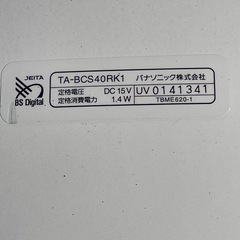 JEITA
BS Digital
TA-BCS40RK1 パナソニック株式会社
定格電圧 DC 15V UV 0141341
定格消費電力 1.4W TBME620-1